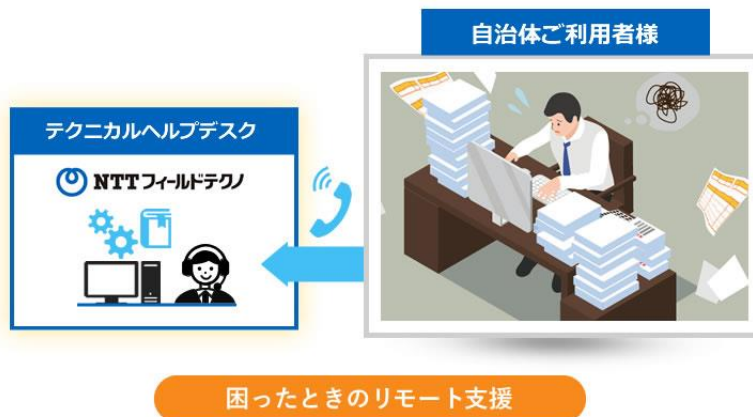 自治体ご利用者様
テクニカルヘルプデスク
NTTフィールドテクノ
困ったときのリモート支援